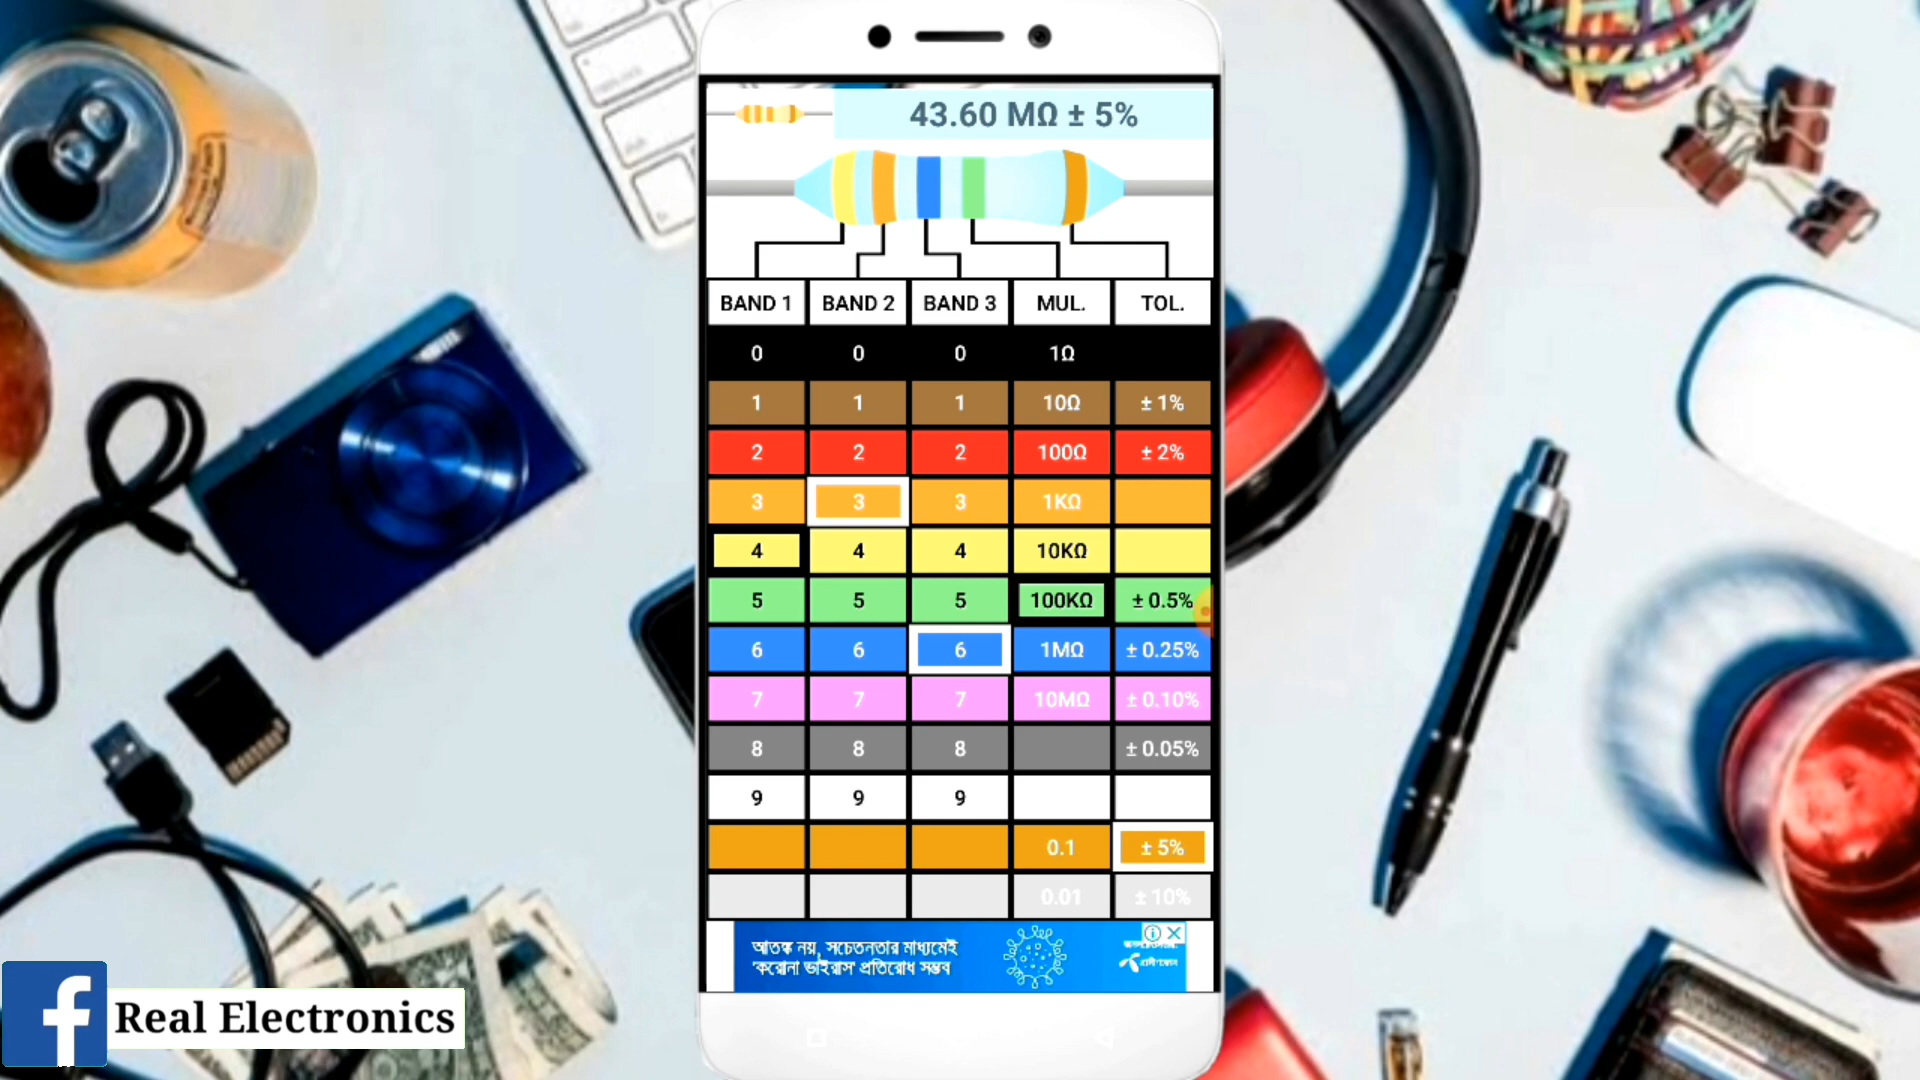 43.60 MΩ ± 5%
BAND 1 BAND 2 BAND 3 MUL. TOL.
0 0 0 1Ω
1 1 1 10Ω ± 1%
2 2 2 100Ω ± 2%
3 3 3 1KΩ
4 4 4 10KΩ
5 5 5 100KΩ ± 0.5%
6 6 6 1MΩ ± 0.25%
7 7 7 10MΩ ± 0.10%
8 8 8 ± 0.05%
9 9 9
0.1 ± 5%
0.01 ± 10%
আতঙ্ক নয়, সচেতনতার মাধ্যমেই
'করোনা ভাইরাস' প্রতিরোধ সম্ভব
f Real Electronics